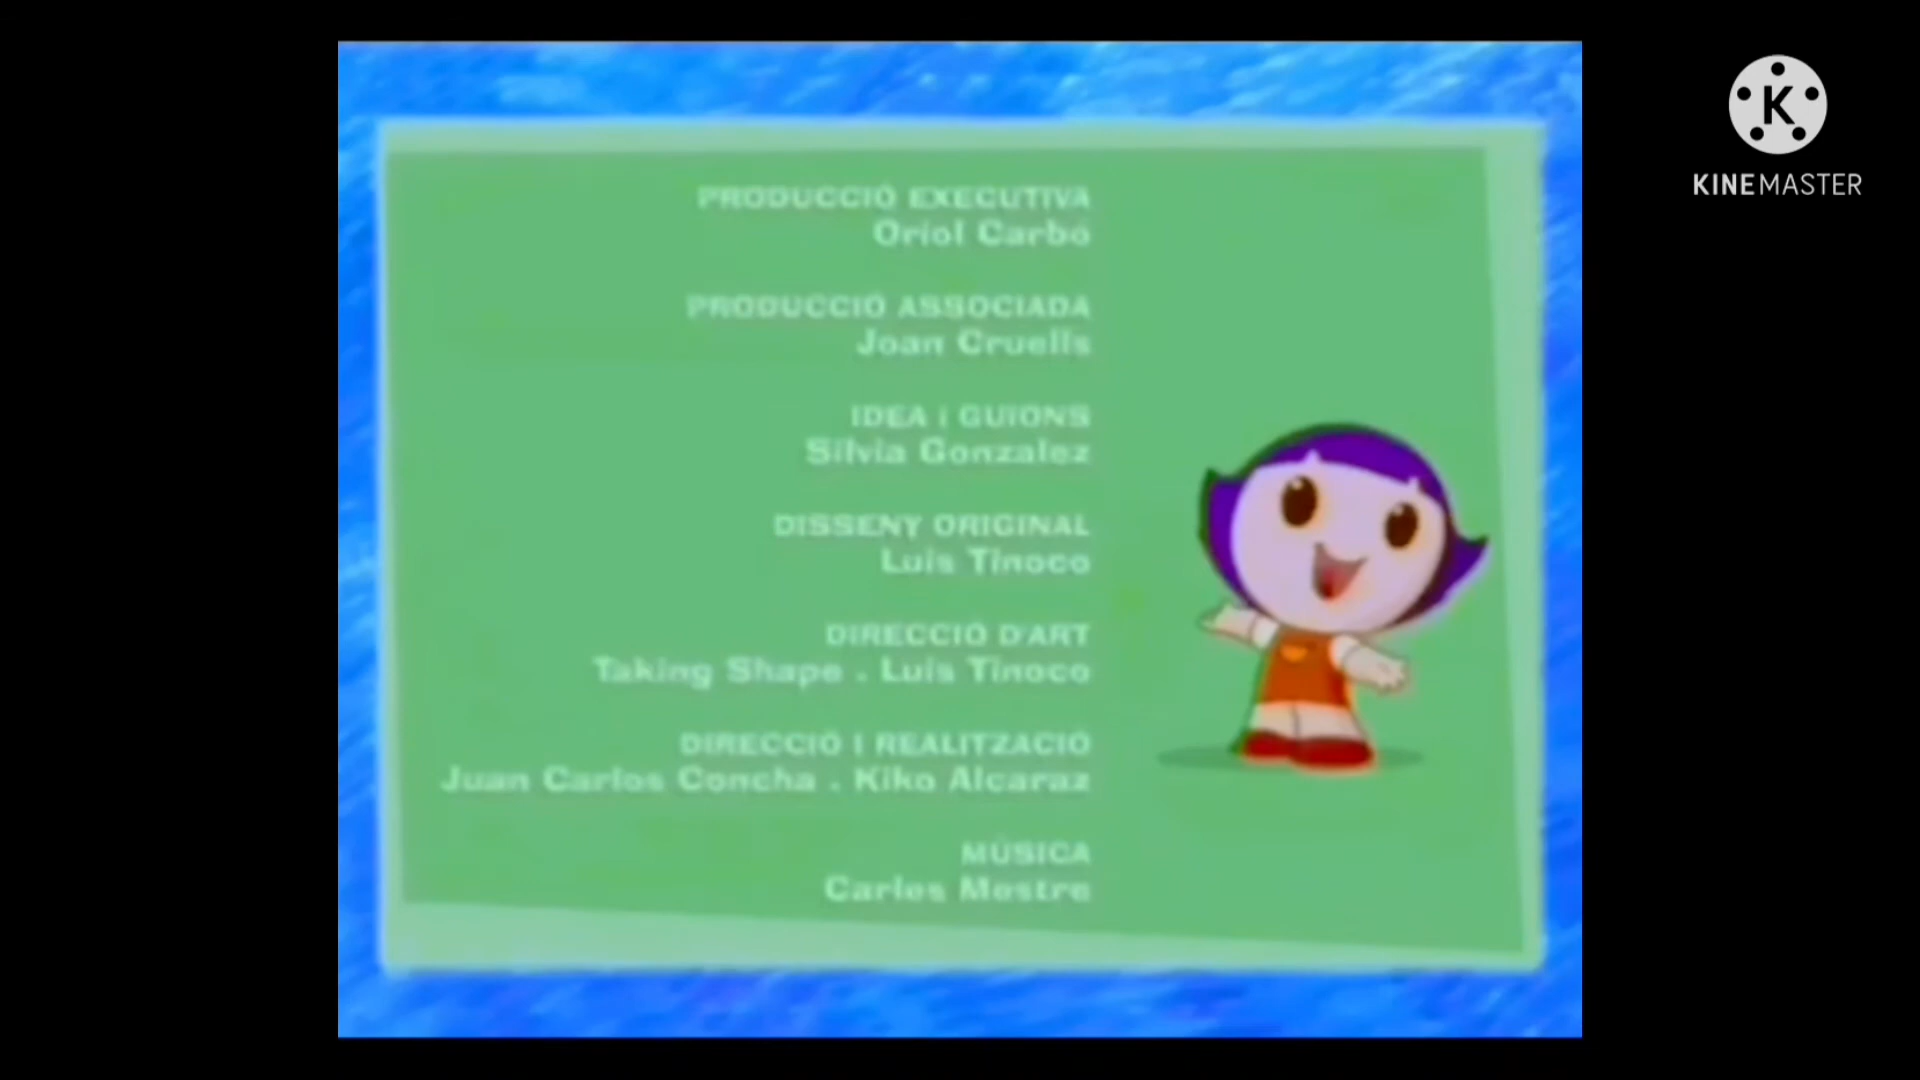 PRODUCCIÓ EXECUTIVA
Oriol Carbo
PRODUCCIÓ ASSOCIADA
Joan Cruells
IDEA i GUIONS
Silvia Gonzalez
DISSENY ORIGINAL
Luis Tinoco
DIRECCIÓ D'ART
Taking Shape . Luis Tinoco
DIRECCIÓ I REALITZACIÓ
Juan Carlos Concha . Kiko Alcaraz
MÚSICA
Carles Mestre
K
KINEMASTER